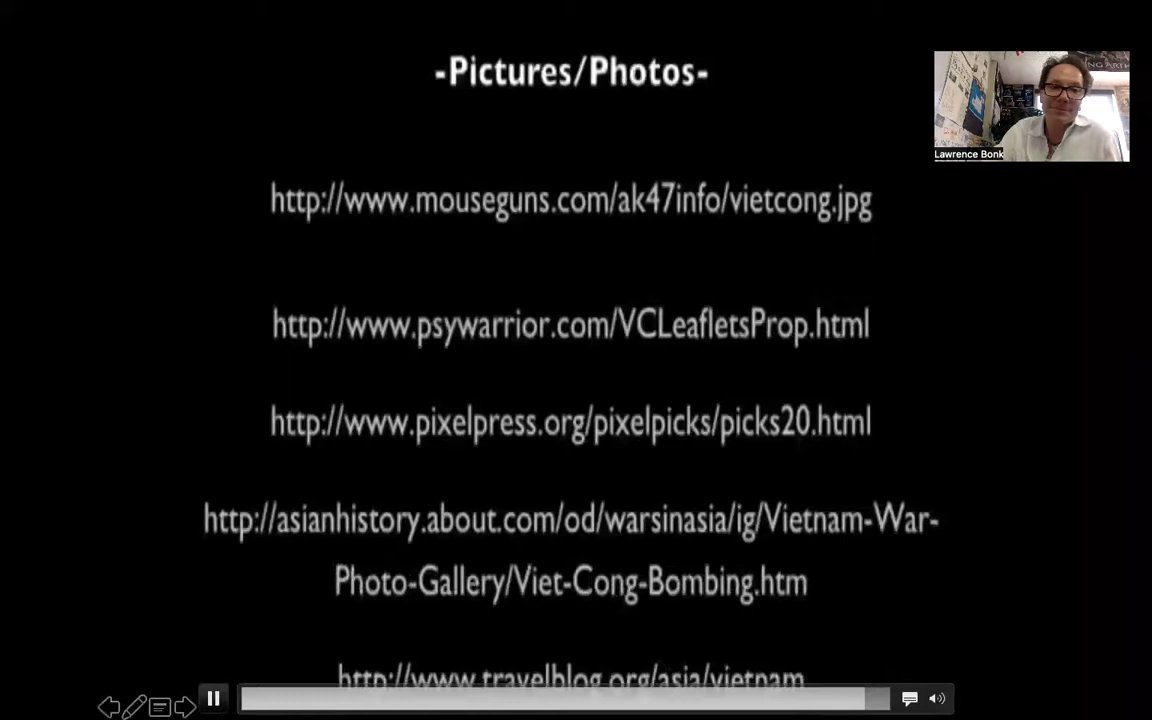 -Pictures/Photos-
Lawrence Bonk
http://www.mouseguns.com/ak47info/vietcong.jpg
http://www.psywarrior.com/VCLeafletsProp.html
http://www.pixelpress.org/pixelpicks/picks20.html
http://asianhistory.about.com/od/warsinasia/ig/Vietnam-War-
Photo-Gallery/Viet-Cong-Bombing.htm
http://www.travelblog.org/asia/vietnam